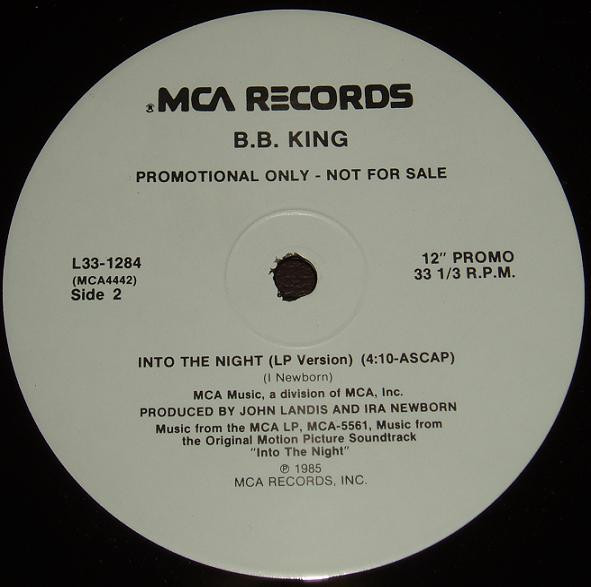 ® MCA RECORDS
B.B. KING
PROMOTIONAL ONLY - NOT FOR SALE
L33-1284
(MCA4442)
Side 2
12" PROMO
33 1/3 R.P.M.
INTO THE NIGHT (LP Version) (4:10-ASCAP)
(I Newborn)
MCA Music, a division of MCA, Inc.
PRODUCED BY JOHN LANDIS AND IRA NEWBORN
Music from the MCA LP, MCA-5561, Music from
the Original Motion Picture Soundtrack
"Into The Night"
℗ 1985
MCA RECORDS, INC.